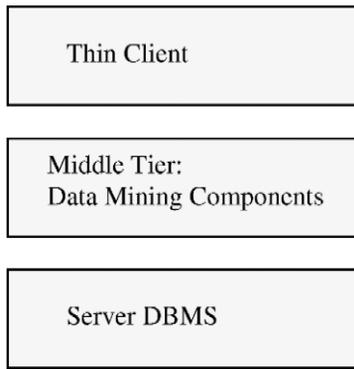 Thin Client
Middle Tier:
Data Mining Components
Server DBMS